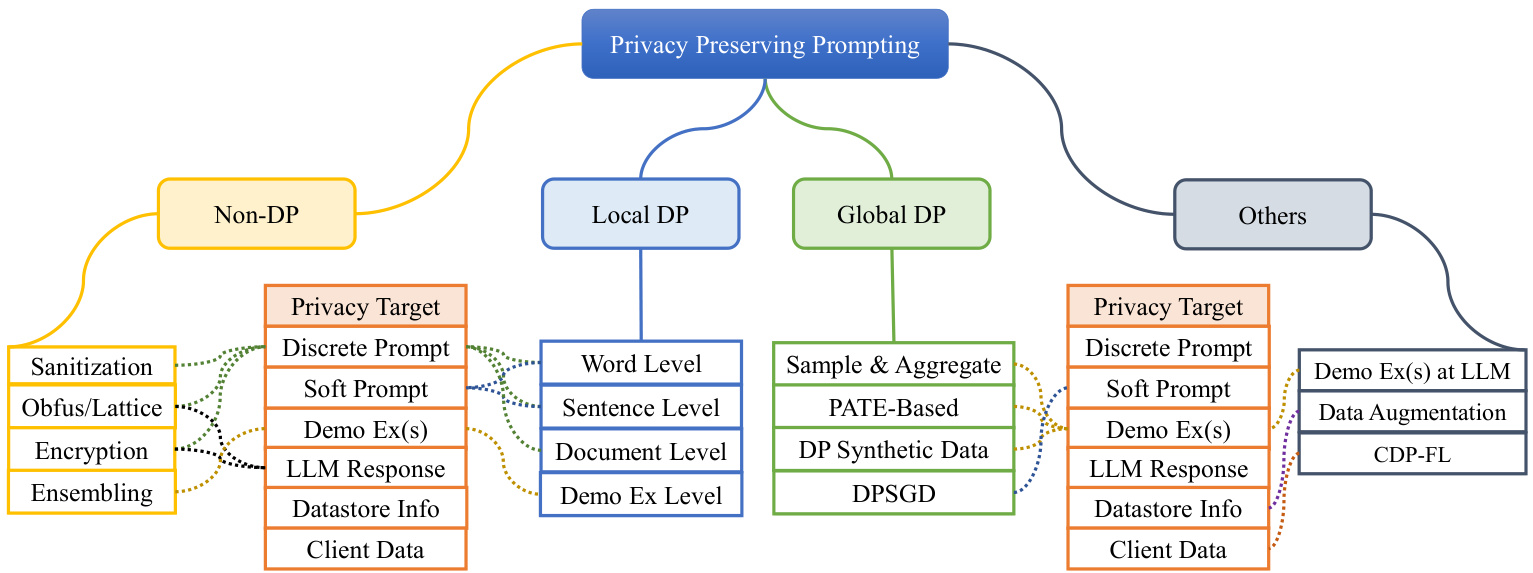 Privacy Preserving Prompting
Non-DP
Local DP
Global DP
Others
Sanitization
Obfus/Lattice
Encryption
Ensembling
Privacy Target
Discrete Prompt
Soft Prompt
Demo Ex(s)
LLM Response
Datastore Info
Client Data
Word Level
Sentence Level
Document Level
Demo Ex Level
Sample & Aggregate
PATE-Based
DP Synthetic Data
DPSGD
Privacy Target
Discrete Prompt
Soft Prompt
Demo Ex(s)
LLM Response
Datastore Info
Client Data
Demo Ex(s) at LLM
Data Augmentation
CDP-FL